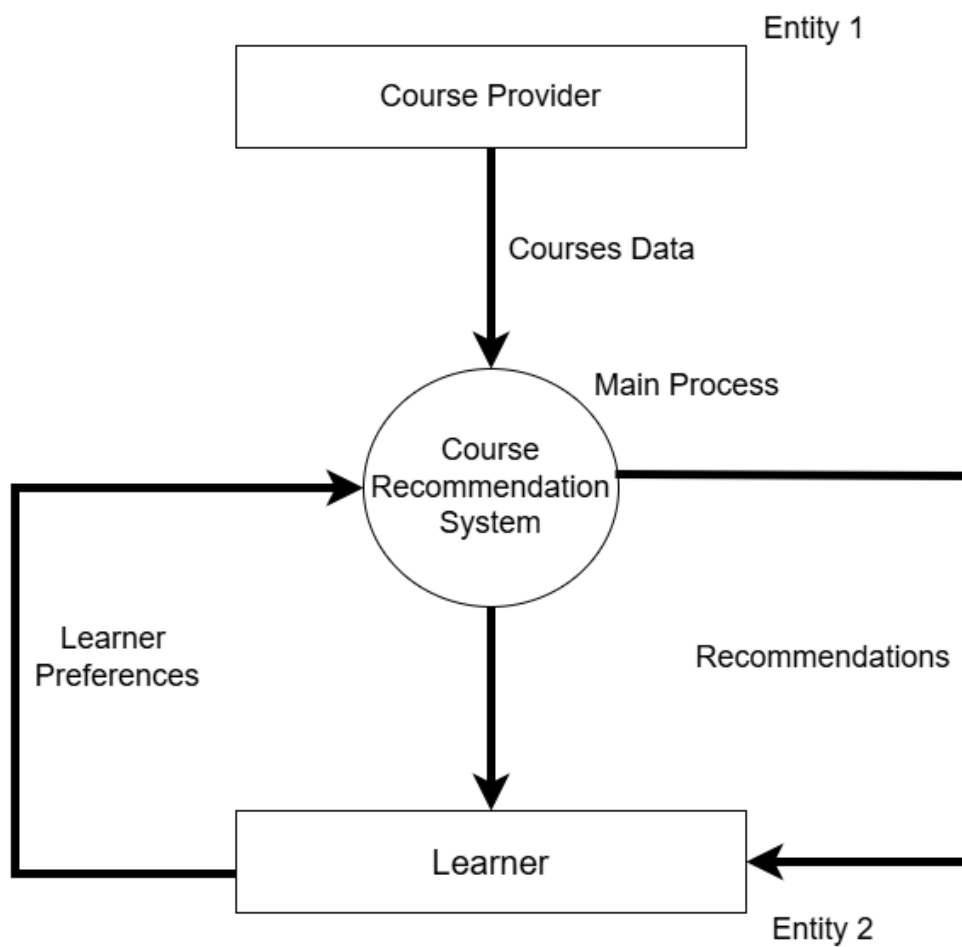 Entity 1
Course Provider
Courses Data
Main Process
Course
Recommendation
System
Learner
Preferences
Recommendations
Learner
Entity 2